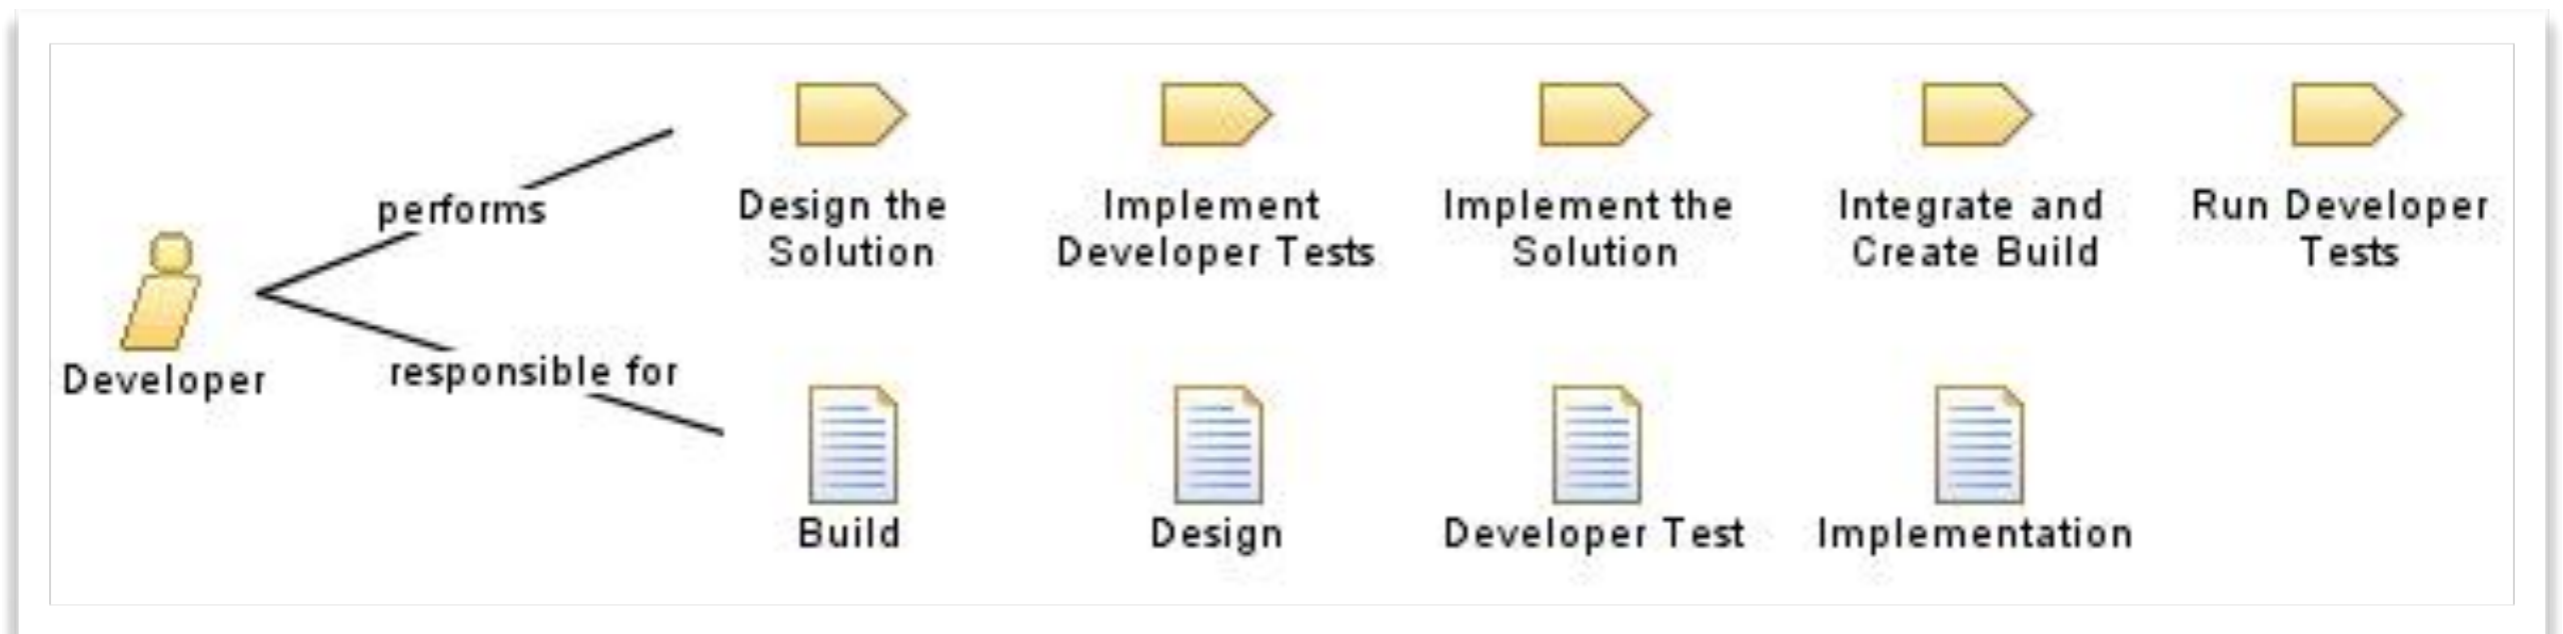 performs
Design the
Solution
Implement
Developer Tests
Implement the
Solution
Integrate and
Create Build
Run Developer
Tests
Developer
responsible for
Build
Design
Developer Test
Implementation